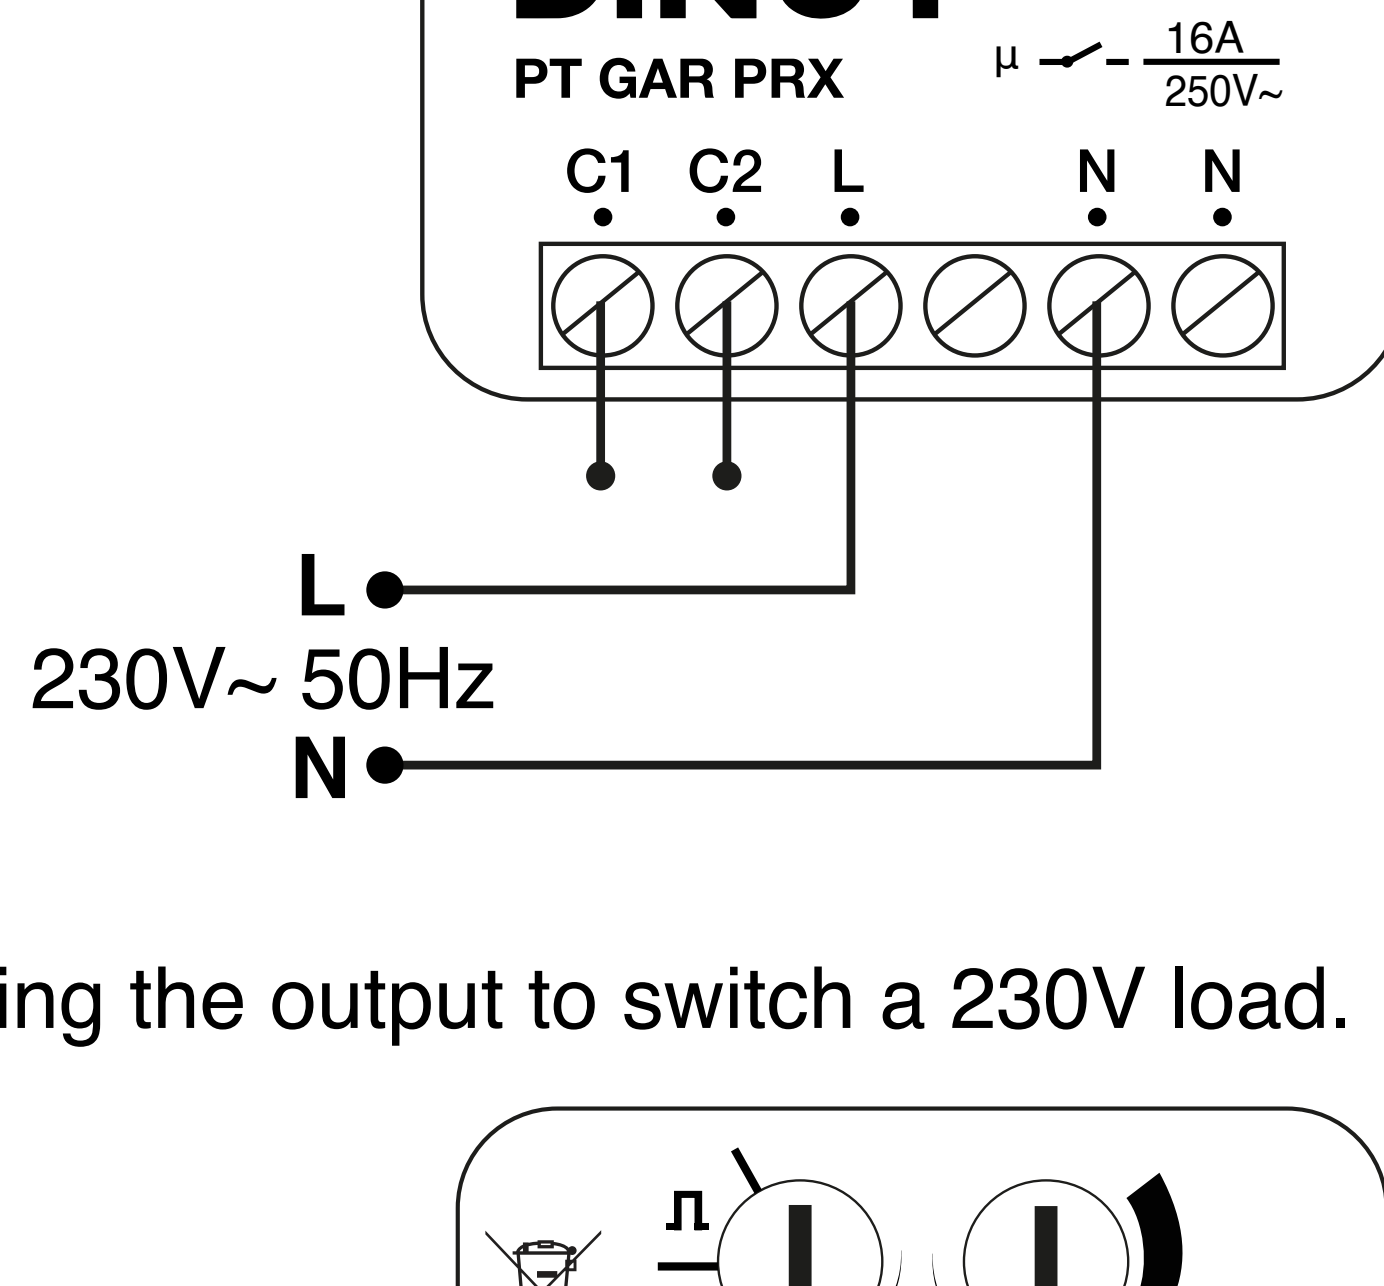 PT GAR PRX
µ 16A
250V~
C1 C2 L N N
L
230V~ 50Hz
N
ing the output to switch a 230V load.